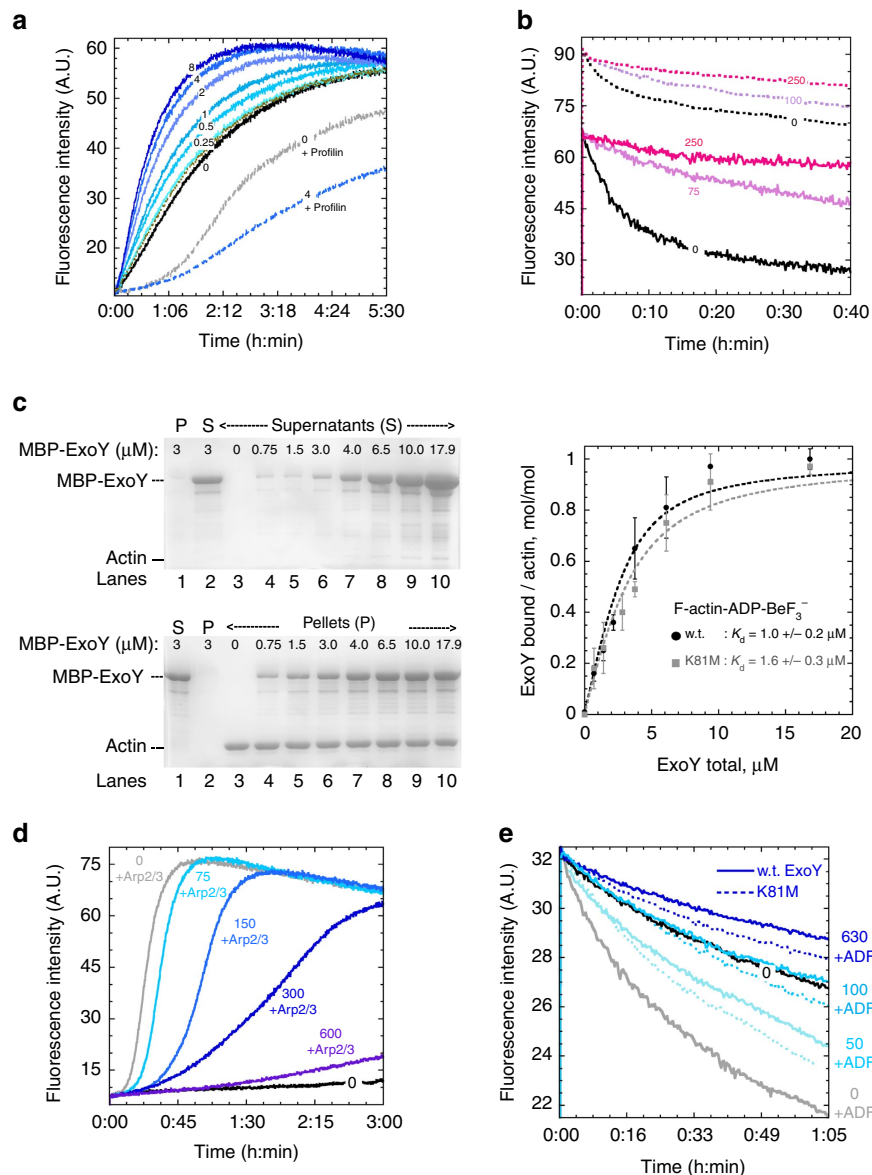 a
Fluorescence intensity (A.U.)
60
50
40
30
20
8
4
2
1
0.5
0.25
0
0
+ Profilin
4
+ Profilin
0:00 1:06 2:12 3:18 4:24 5:30
Time (h:min)
b
Fluorescence intensity (A.U.)
90
75
60
45
30
250
100
0
250
75
0
0:00 0:10 0:20 0:30 0:40
Time (h:min)
c
P S <---------- Supernatants (S) ---------->
MBP-ExoY (μM): 3 3 0 0.75 1.5 3.0 4.0 6.5 10.0 17.9
MBP-ExoY
Actin
Lanes 1 2 3 4 5 6 7 8 9 10
S P <---------- Pellets (P) ---------->
MBP-ExoY (μM): 3 3 0 0.75 1.5 3.0 4.0 6.5 10.0 17.9
MBP-ExoY
Actin
Lanes 1 2 3 4 5 6 7 8 9 10
ExoY bound / actin, mol/mol
1
0.8
0.6
0.4
0.2
0
F-actin-ADP-BeF₃⁻
w.t. : Kd = 1.0 +/− 0.2 μM
K81M : Kd = 1.6 +/− 0.3 μM
0 5 10 15 20
ExoY total, μM
d
Fluorescence intensity (A.U.)
75
60
45
30
15
0
+Arp2/3
75
+Arp2/3
150
+Arp2/3
300
+Arp2/3
600
+Arp2/3
0
0:00 0:45 1:30 2:15 3:00
Time (h:min)
e
Fluorescence intensity (A.U.)
32
30
28
26
24
22
w.t. ExoY
K81M
0
630
+ADF
100
+ADF
50
+ADF
0
+ADF
0:00 0:16 0:33 0:49 1:05
Time (h:min)